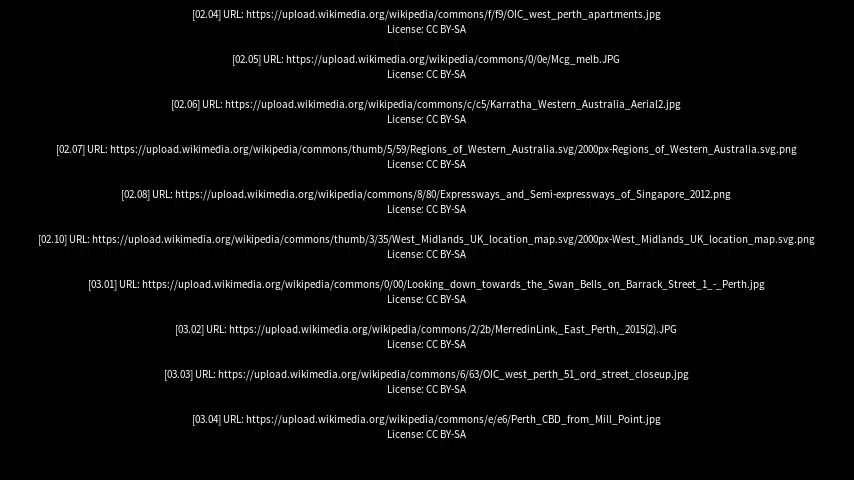 [02.04] URL: https://upload.wikimedia.org/wikipedia/commons/f/f9/OIC_west_perth_apartments.jpg
License: CC BY-SA
[02.05] URL: https://upload.wikimedia.org/wikipedia/commons/0/0e/Mcg_melb.JPG
License: CC BY-SA
[02.06] URL: https://upload.wikimedia.org/wikipedia/commons/c/c5/Karratha_Western_Australia_Aerial2.jpg
License: CC BY-SA
[02.07] URL: https://upload.wikimedia.org/wikipedia/commons/thumb/5/59/Regions_of_Western_Australia.svg/2000px-Regions_of_Western_Australia.svg.png
License: CC BY-SA
[02.08] URL: https://upload.wikimedia.org/wikipedia/commons/8/80/Expressways_and_Semi-expressways_of_Singapore_2012.png
License: CC BY-SA
[02.10] URL: https://upload.wikimedia.org/wikipedia/commons/thumb/3/35/West_Midlands_UK_location_map.svg/2000px-West_Midlands_UK_location_map.svg.png
License: CC BY-SA
[03.01] URL: https://upload.wikimedia.org/wikipedia/commons/0/00/Looking_down_towards_the_Swan_Bells_on_Barrack_Street_1_-_Perth.jpg
License: CC BY-SA
[03.02] URL: https://upload.wikimedia.org/wikipedia/commons/2/2b/MerredinLink,_East_Perth,_2015(2).JPG
License: CC BY-SA
[03.03] URL: https://upload.wikimedia.org/wikipedia/commons/6/63/OIC_west_perth_51_ord_street_closeup.jpg
License: CC BY-SA
[03.04] URL: https://upload.wikimedia.org/wikipedia/commons/e/e6/Perth_CBD_from_Mill_Point.jpg
License: CC BY-SA